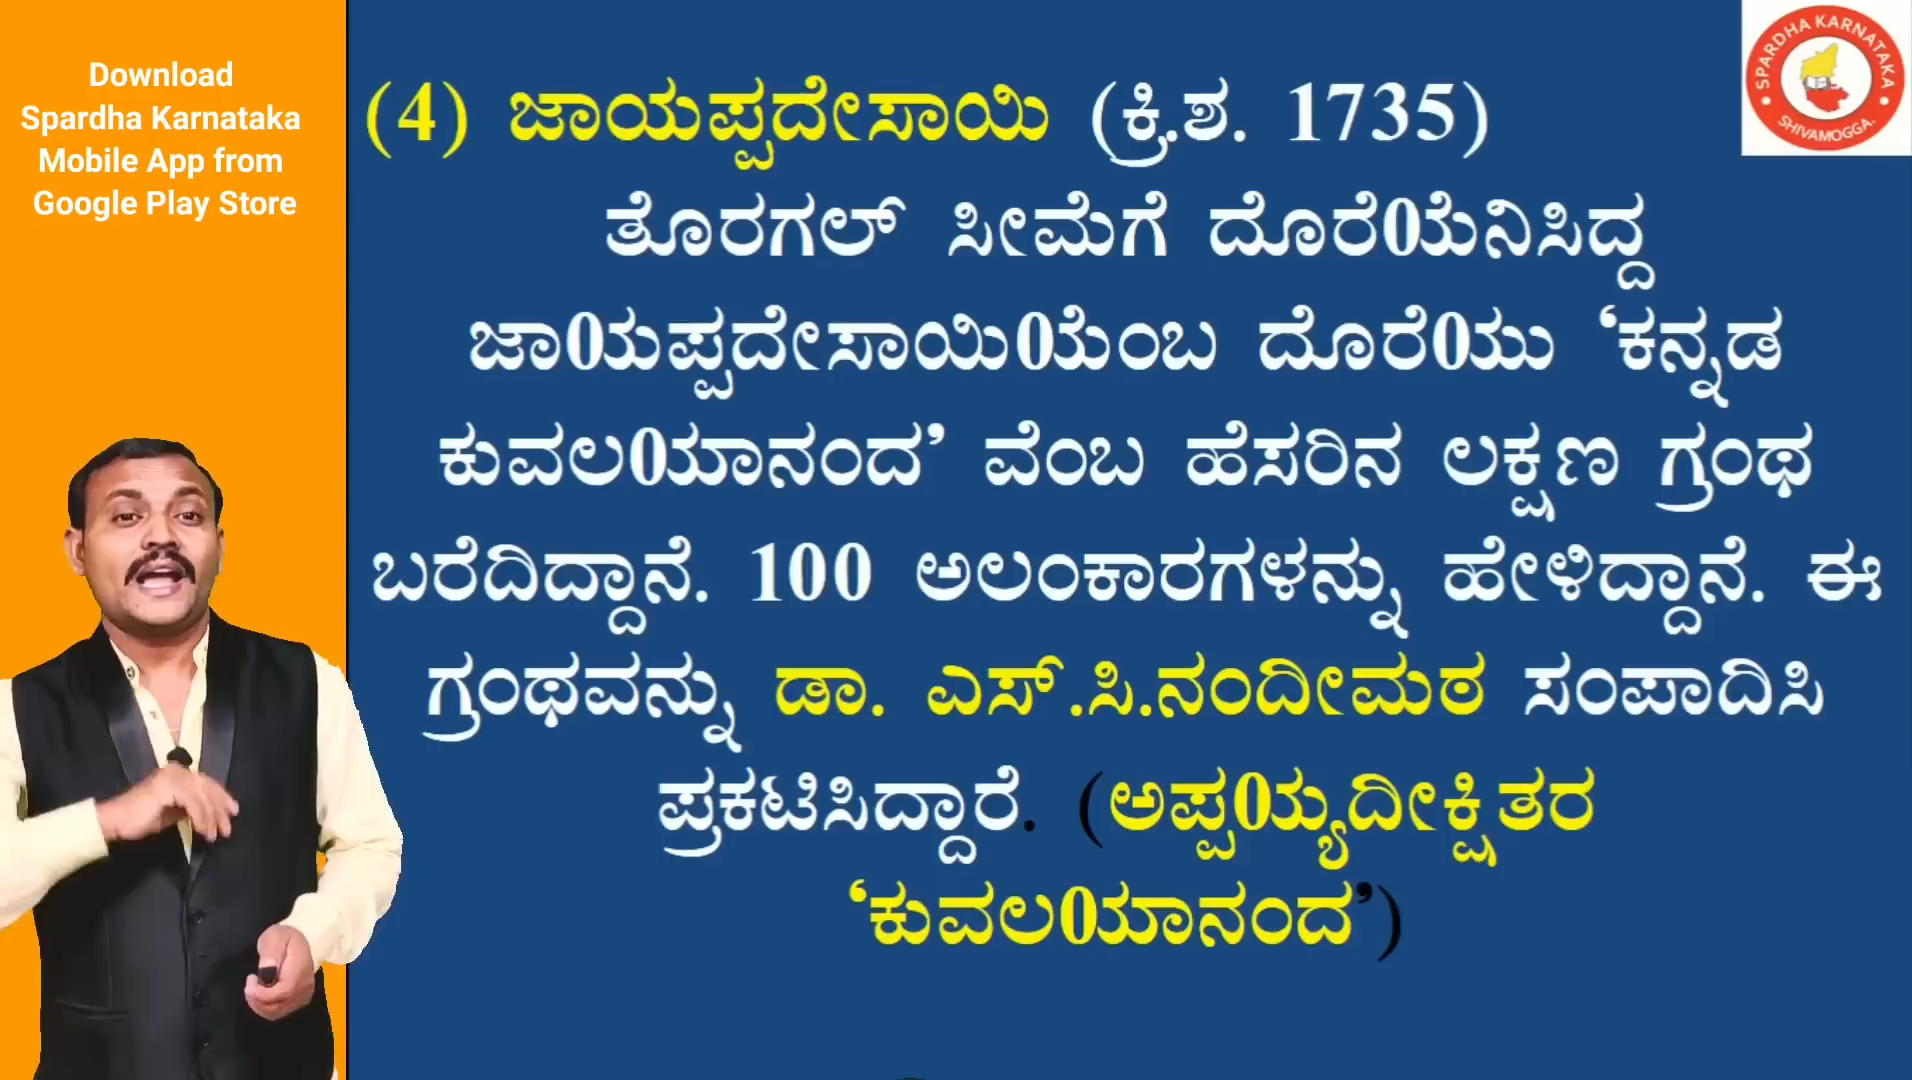 Download
Spardha Karnataka
Mobile App from
Google Play Store
SPARDHA KARNATAKA
SHIVAMOGGA.
(4) ಜಾಯಪ್ಪದೇಸಾಯಿ (ಕ್ರಿ.ಶ. 1735)
ತೊರಗಲ್ ಸೀಮೆಗೆ ದೊರೆ0ಯೆನಿಸಿದ್ದ
ಜಾ0ಯಪ್ಪದೇಸಾಯಿ0ಯೆಂಬ ದೊರೆ0ಯು ‘ಕನ್ನಡ
ಕುವಲ0ಯಾನಂದ’ ವೆಂಬ ಹೆಸರಿನ ಲಕ್ಷಣ ಗ್ರಂಥ
ಬರೆದಿದ್ದಾನೆ. 100 ಅಲಂಕಾರಗಳನ್ನು ಹೇಳಿದ್ದಾನೆ. ಈ
ಗ್ರಂಥವನ್ನು ಡಾ. ಎಸ್.ಸಿ.ನಂದೀಮಠ ಸಂಪಾದಿಸಿ
ಪ್ರಕಟಿಸಿದ್ದಾರೆ. (ಅಪ್ಪ0ಯ್ಯದೀಕ್ಷಿತರ
‘ಕುವಲ0ಯಾನಂದ’)